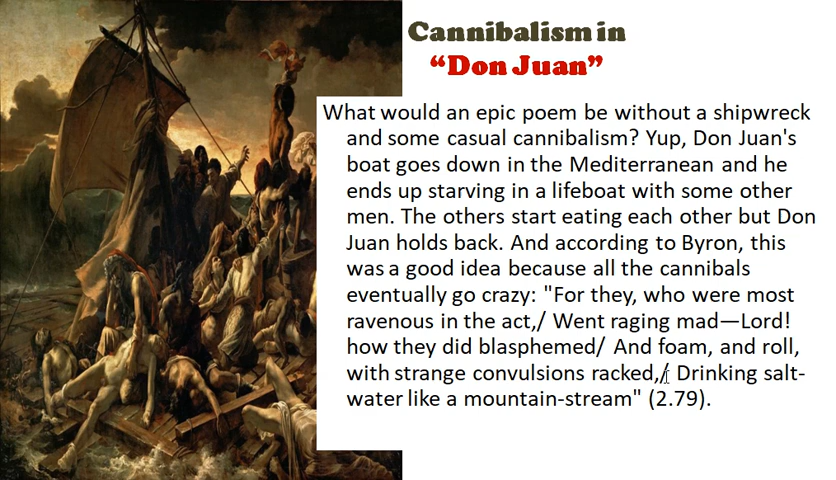 Cannibalism in
“Don Juan”
What would an epic poem be without a shipwreck
and some casual cannibalism? Yup, Don Juan's
boat goes down in the Mediterranean and he
ends up starving in a lifeboat with some other
men. The others start eating each other but Don
Juan holds back. And according to Byron, this
was a good idea because all the cannibals
eventually go crazy: "For they, who were most
ravenous in the act,/ Went raging mad—Lord!
how they did blasphemed/ And foam, and roll,
with strange convulsions racked,/ Drinking salt-
water like a mountain-stream" (2.79).